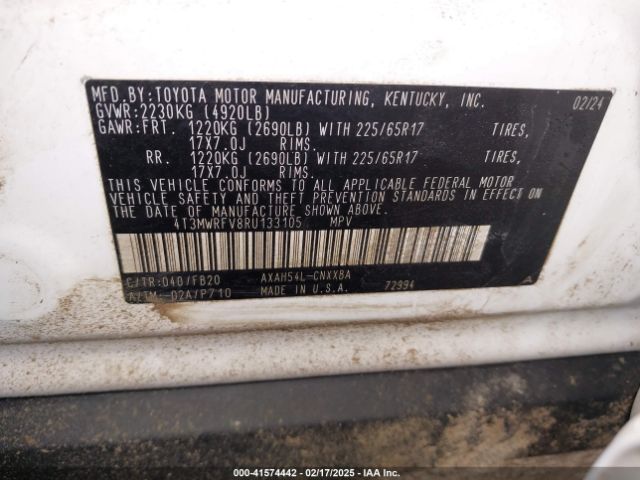 MFD.BY:TOYOTA MOTOR MANUFACTURING, KENTUCKY, INC. 02/24
GVWR:2230KG (4920LB)
GAWR:FRT. 1220KG (2690LB) WITH 225/65R17 TIRES,
17X7.0J RIMS.
RR. 1220KG (2690LB) WITH 225/65R17 TIRES,
17X7.0J RIMS.
THIS VEHICLE CONFORMS TO ALL APPLICABLE FEDERAL MOTOR
VEHICLE SAFETY AND THEFT PREVENTION STANDARDS IN EFFECT ON
THE DATE OF MANUFACTURE SHOWN ABOVE.
4T3MWRFV8RU133105 MPV
C/TR:040/FB20 AXAH54L-CNXXBA
A/TM:-02A/P710 MADE IN U.S.A. 72994
000-41574442 - 02/17/2025 - IAA Inc.